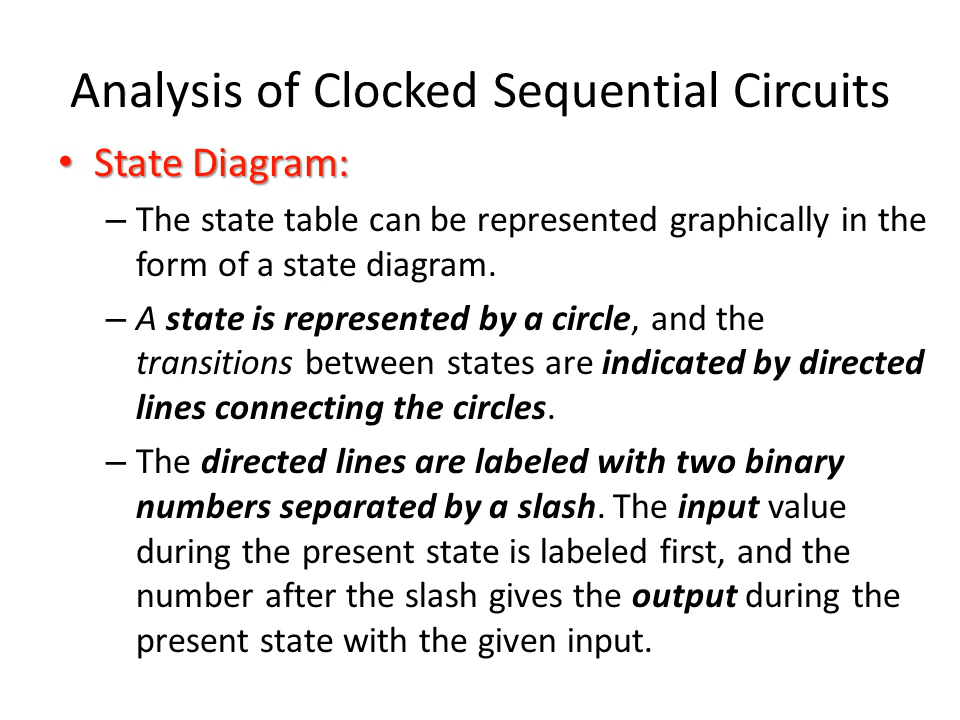 Analysis of Clocked Sequential Circuits
• State Diagram:
– The state table can be represented graphically in the
form of a state diagram.
– A state is represented by a circle, and the
transitions between states are indicated by directed
lines connecting the circles.
– The directed lines are labeled with two binary
numbers separated by a slash. The input value
during the present state is labeled first, and the
number after the slash gives the output during the
present state with the given input.